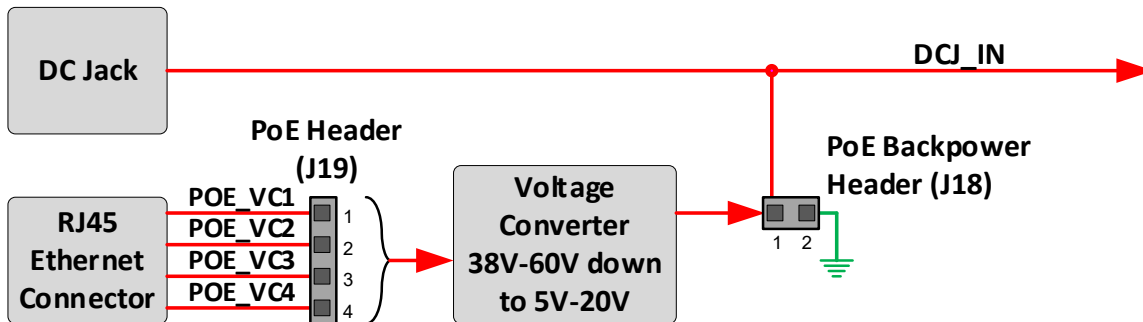 DC Jack
DCJ_IN
PoE Header
(J19)
PoE Backpower
Header (J18)
RJ45
Ethernet
Connector
POE_VC1
POE_VC2
POE_VC3
POE_VC4
1
2
3
4
Voltage
Converter
38V-60V down
to 5V-20V
1 2